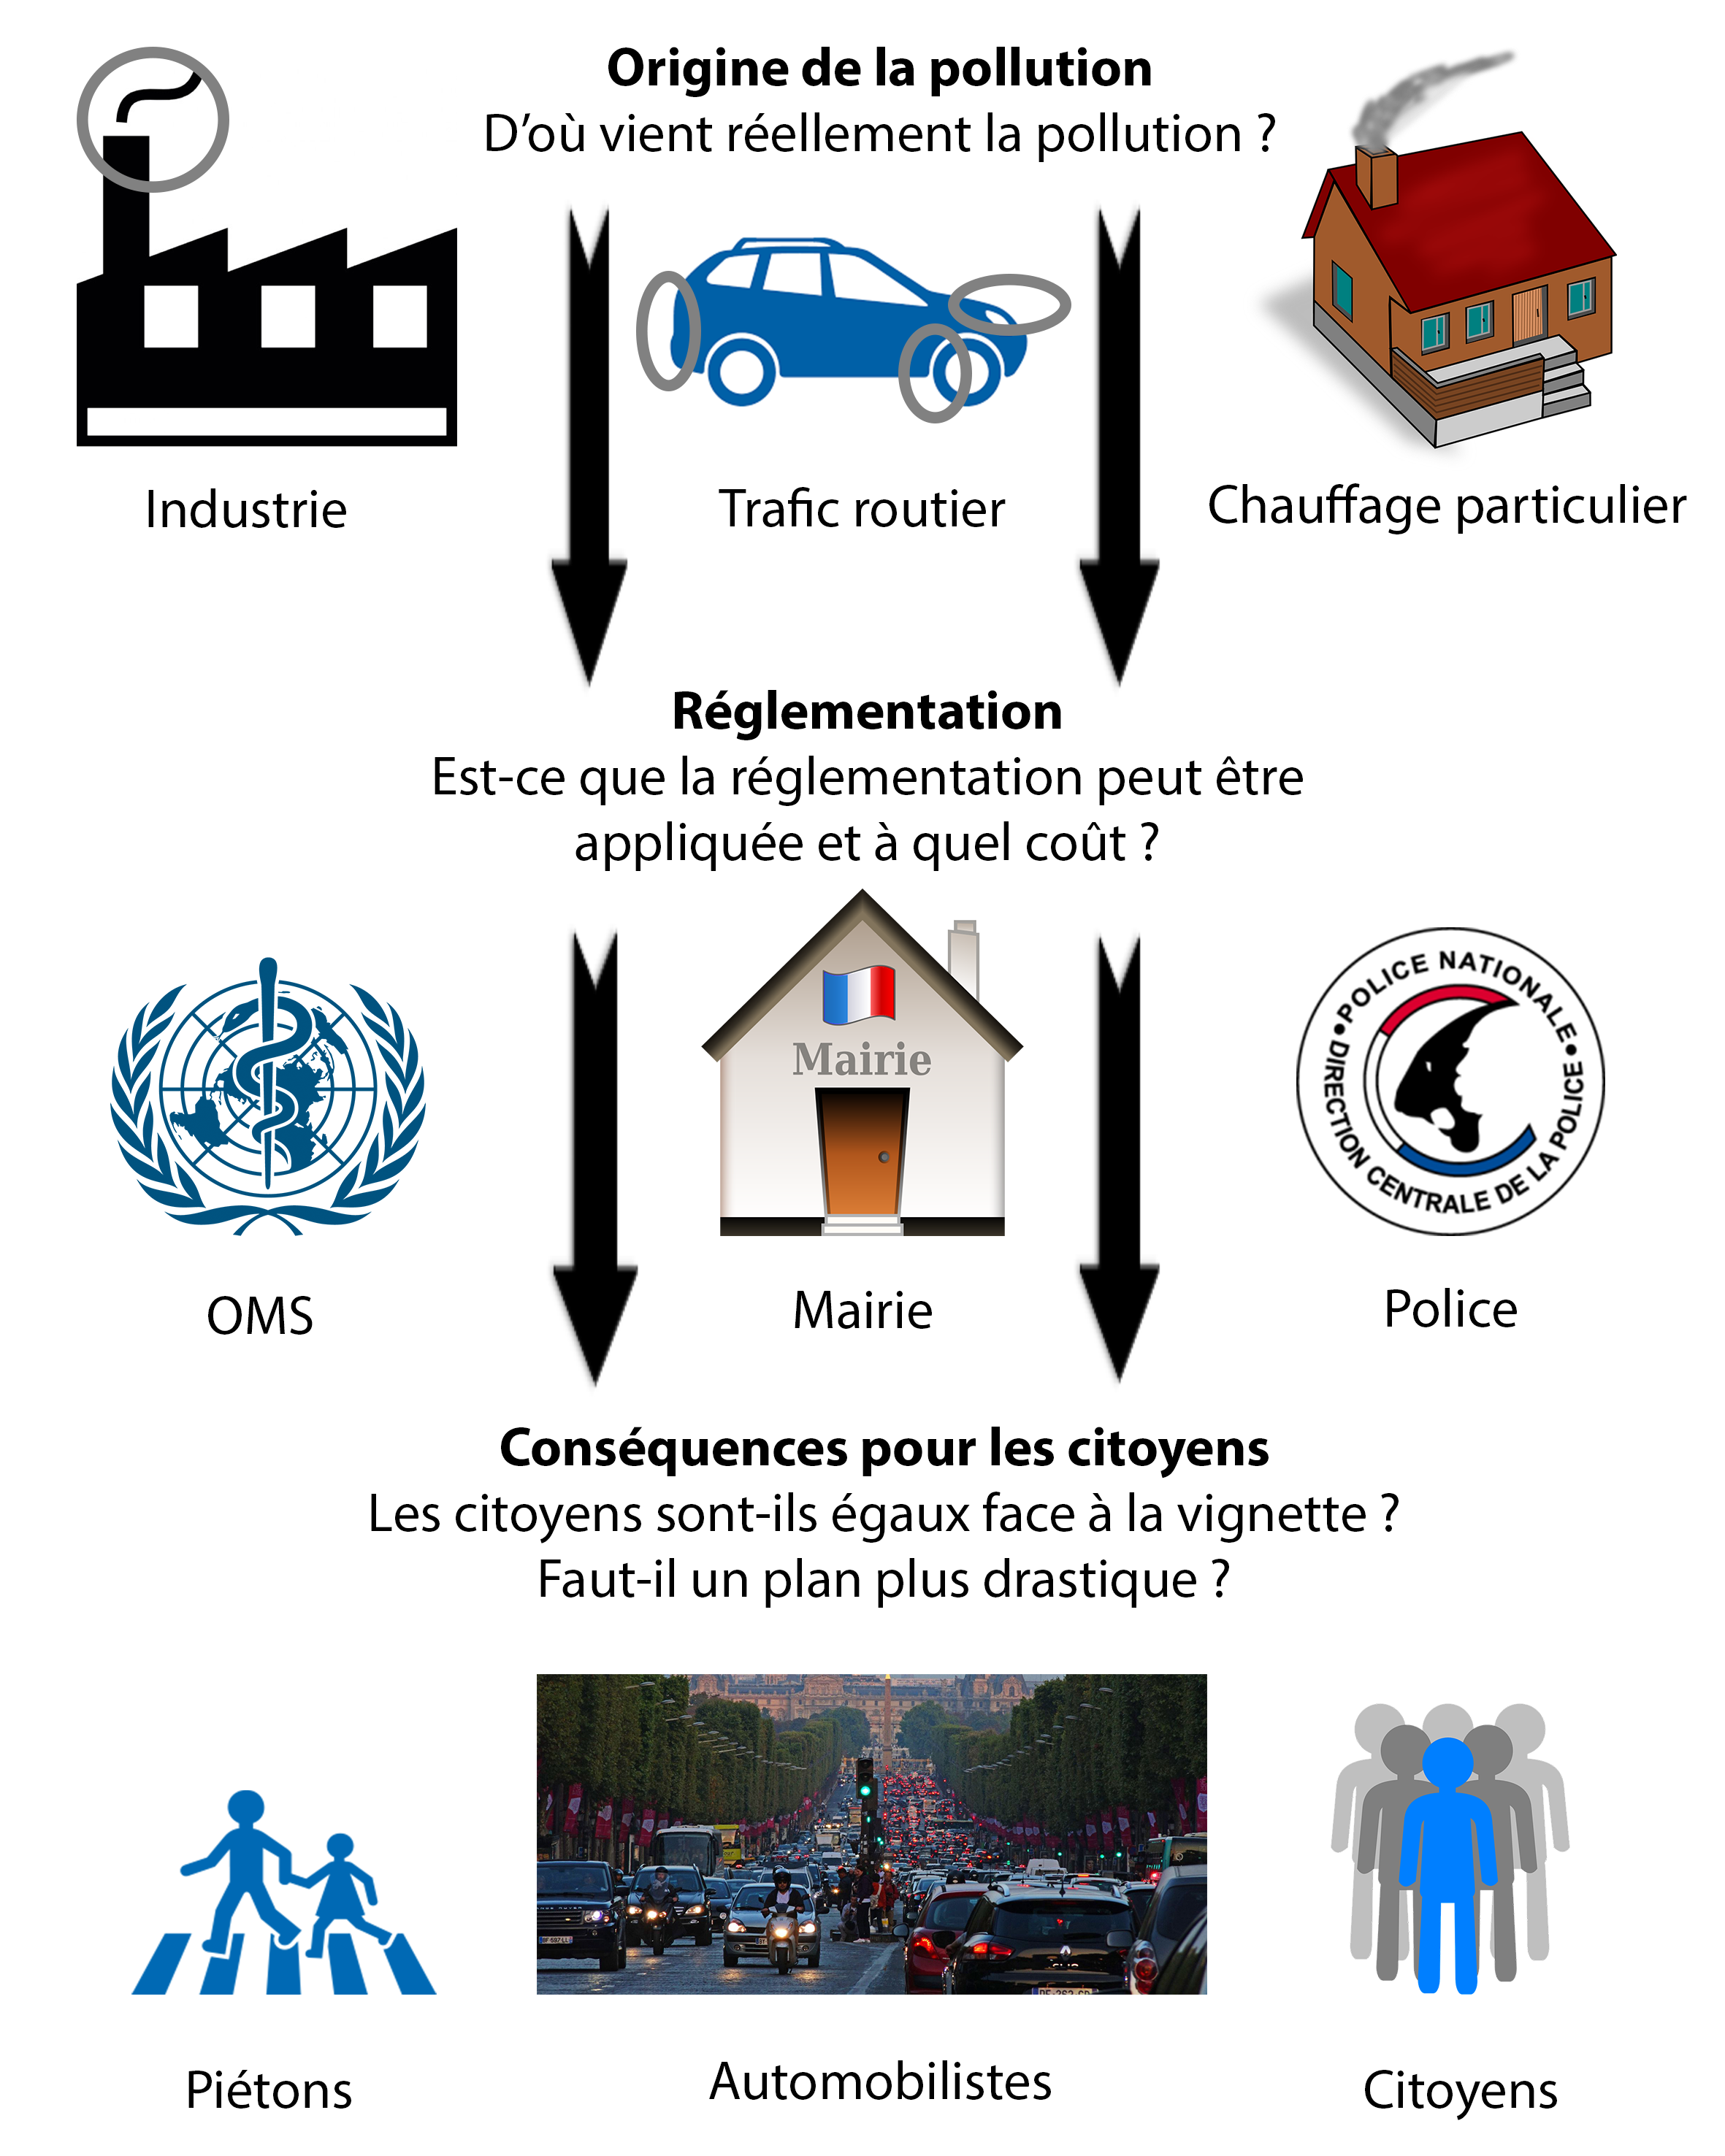 Origine de la pollution
D’où vient réellement la pollution ?
Industrie
Trafic routier
Chauffage particulier
Réglementation
Est-ce que la réglementation peut être
appliquée et à quel coût ?
Mairie
POLICE NATIONALE
DIRECTION CENTRALE DE LA POLICE
OMS
Mairie
Police
Conséquences pour les citoyens
Les citoyens sont-ils égaux face à la vignette ?
Faut-il un plan plus drastique ?
Piétons
Automobilistes
Citoyens